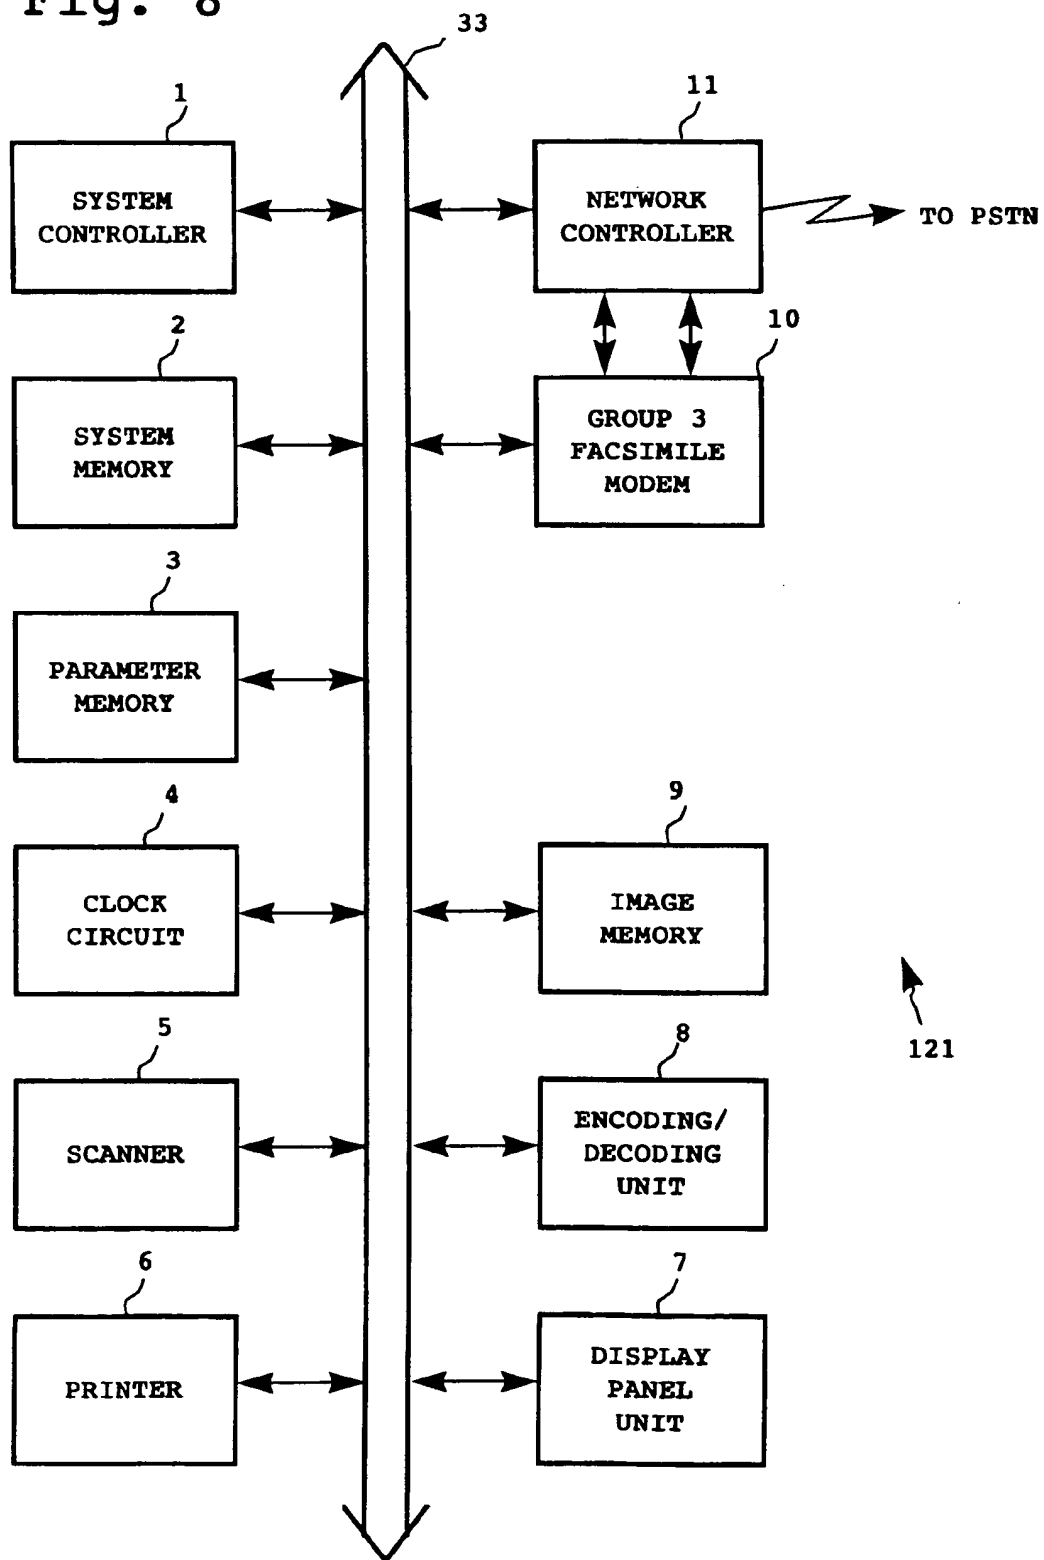 Fig. 8
33
1
SYSTEM
CONTROLLER
11
NETWORK
CONTROLLER
TO PSTN
2
SYSTEM
MEMORY
10
GROUP 3
FACSIMILE
MODEM
3
PARAMETER
MEMORY
4
CLOCK
CIRCUIT
9
IMAGE
MEMORY
121
5
SCANNER
8
ENCODING/
DECODING
UNIT
6
PRINTER
7
DISPLAY
PANEL
UNIT